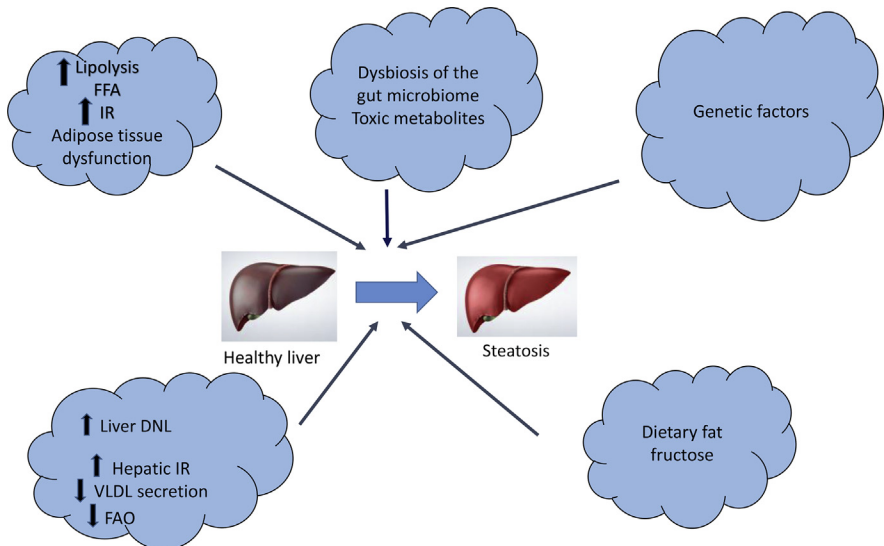 Lipolysis
FFA
IR
Adipose tissue
dysfunction
Dysbiosis of the
gut microbiome
Toxic metabolites
Genetic factors
Healthy liver
Steatosis
Liver DNL
Hepatic IR
VLDL secretion
FAO
Dietary fat
fructose